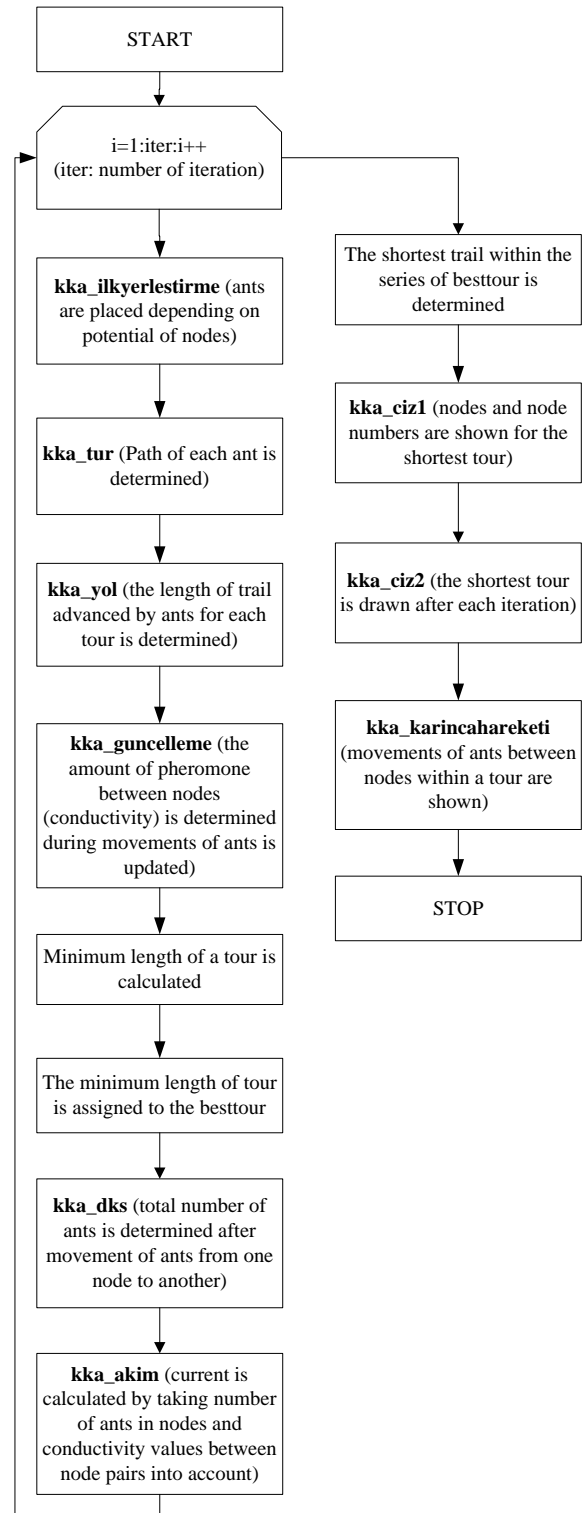 START
i=1:iter:i++
(iter: number of iteration)
kka_ilkyerlestirme (ants
are placed depending on
potential of nodes)
kka_tur (Path of each ant is
determined)
kka_yol (the length of trail
advanced by ants for each
tour is determined)
kka_guncelleme (the
amount of pheromone
between nodes
(conductivity) is determined
during movements of ants is
updated)
Minimum length of a tour is
calculated
The minimum length of tour
is assigned to the besttour
kka_dks (total number of
ants is determined after
movement of ants from one
node to another)
kka_akim (current is
calculated by taking number
of ants in nodes and
conductivity values between
node pairs into account)
The shortest trail within the
series of besttour is
determined
kka_ciz1 (nodes and node
numbers are shown for the
shortest tour)
kka_ciz2 (the shortest tour
is drawn after each iteration)
kka_karincahareketi
(movements of ants between
nodes within a tour are
shown)
STOP